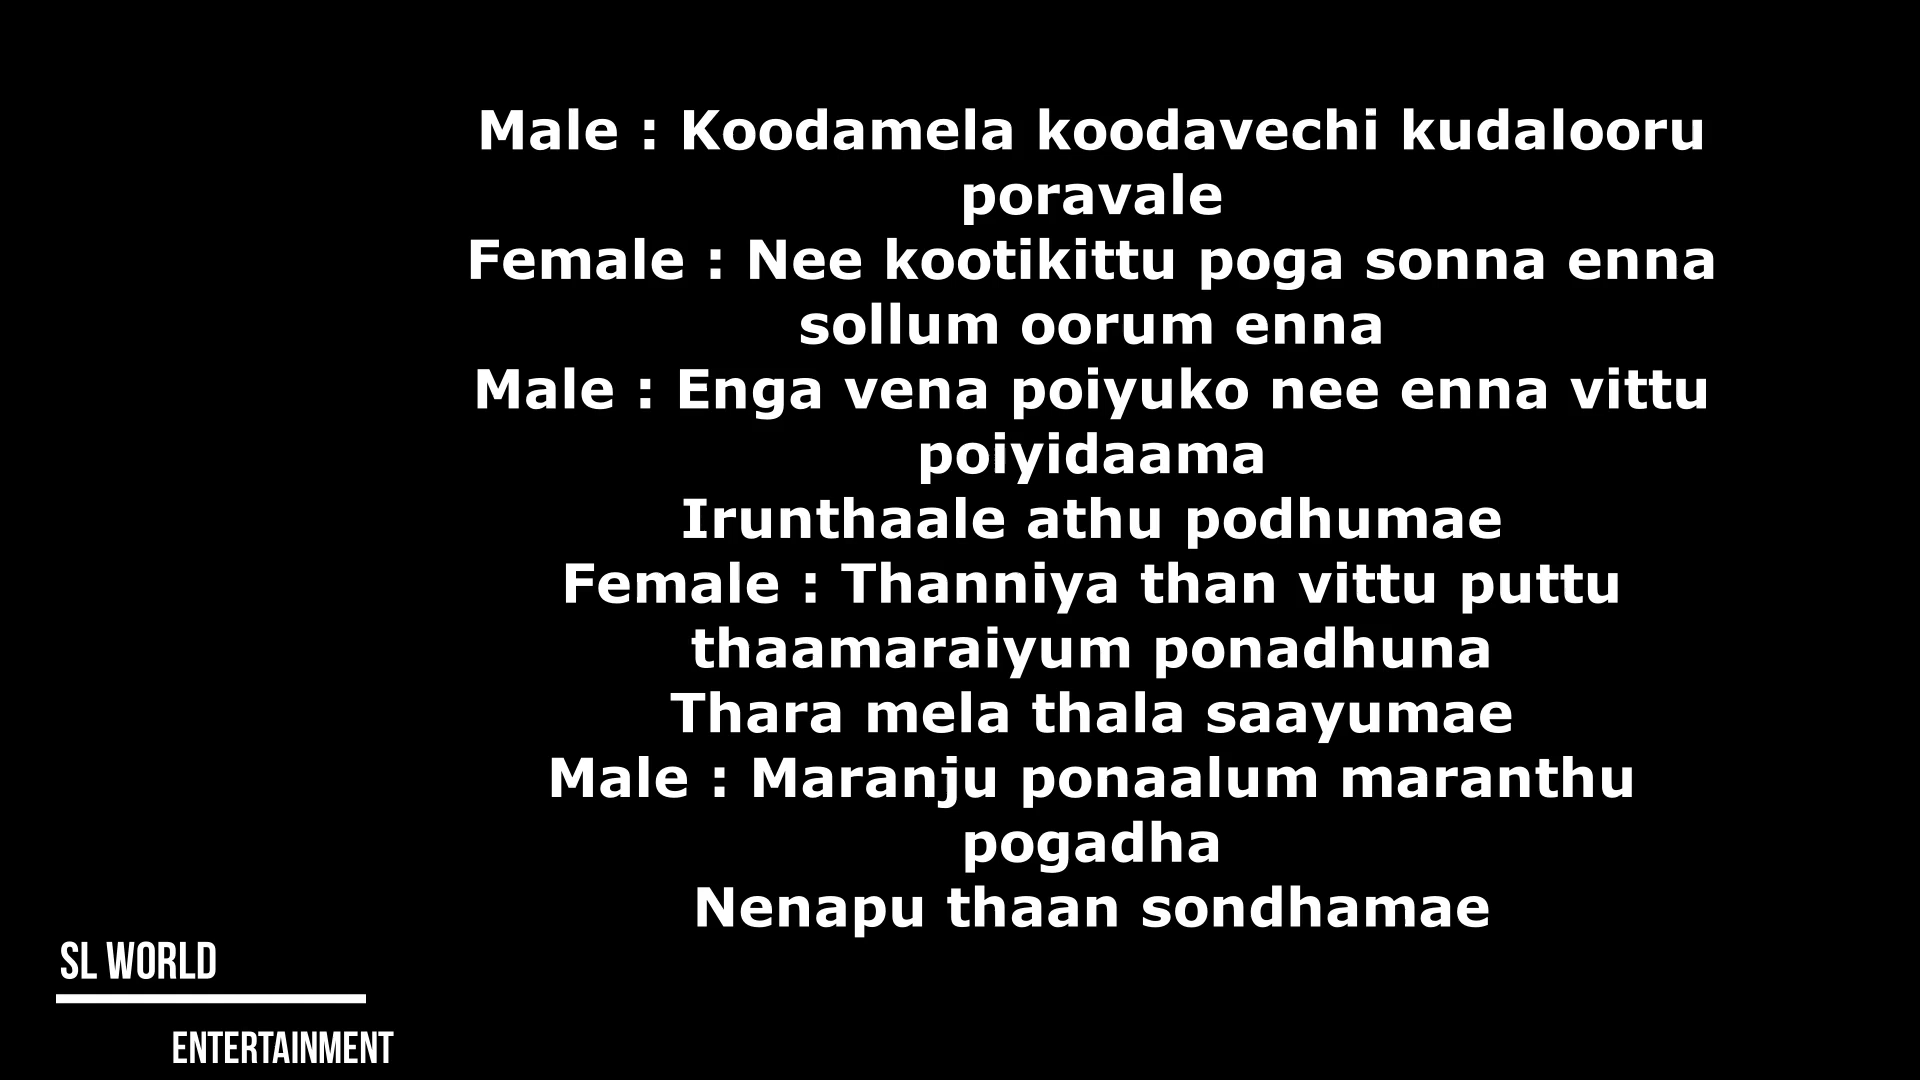 Male : Koodamela koodavechi kudalooru
poravale
Female : Nee kootikittu poga sonna enna
sollum oorum enna
Male : Enga vena poiyuko nee enna vittu
poiyidaama
Irunthaale athu podhumae
Female : Thanniya than vittu puttu
thaamaraiyum ponadhuna
Thara mela thala saayumae
Male : Maranju ponaalum maranthu
pogadha
Nenapu thaan sondhamae
SL WORLD
ENTERTAINMENT